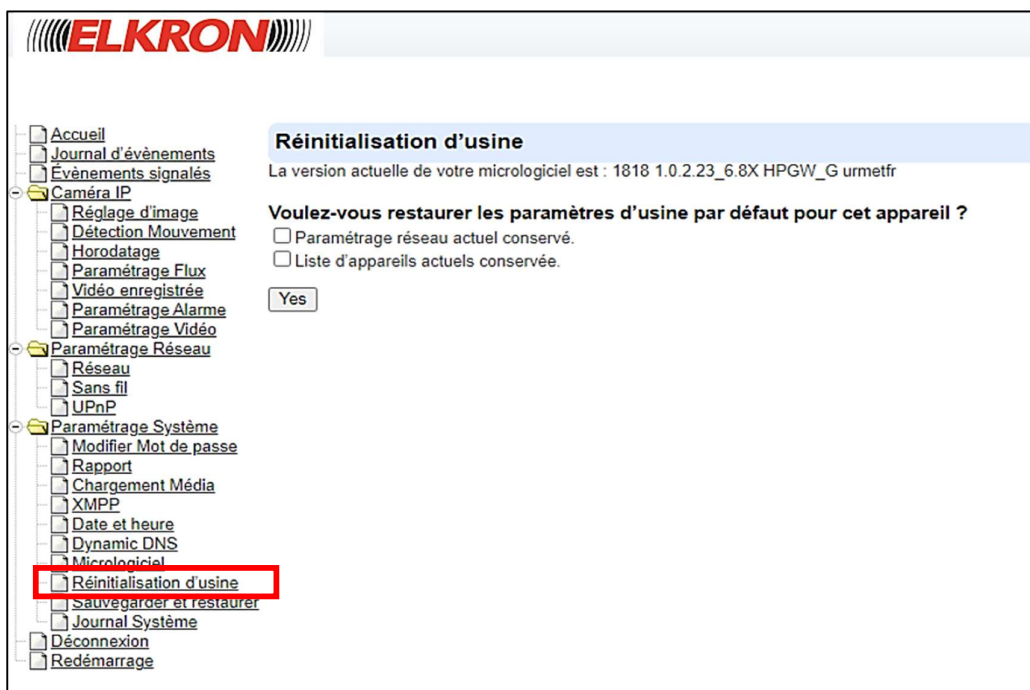 ELKRON
Accueil
Journal d'évènements
Évènements signalés
Caméra IP
Réglage d'image
Détection Mouvement
Horodatage
Paramétrage Flux
Vidéo enregistrée
Paramétrage Alarme
Paramétrage Vidéo
Paramétrage Réseau
Réseau
Sans fil
UPnP
Paramétrage Système
Modifier Mot de passe
Rapport
Chargement Média
XMPP
Date et heure
Dynamic DNS
Micrologiciel
Réinitialisation d'usine
Sauvegarder et restaurer
Journal Système
Déconnexion
Redémarrage
Réinitialisation d'usine
La version actuelle de votre micrologiciel est : 1818 1.0.2.23_6.8X HPGW_G urmetfr
Voulez-vous restaurer les paramètres d'usine par défaut pour cet appareil ?
Paramétrage réseau actuel conservé.
Liste d'appareils actuels conservée.
Yes